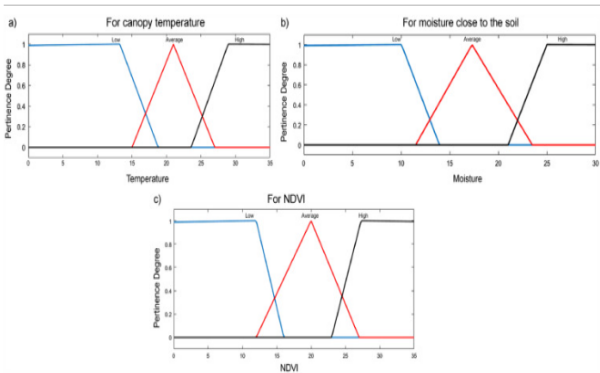 a)
For canopy temperature
Low
Average
High
Pertinence Degree
1
0.8
0.6
0.4
0.2
0
0 5 10 15 20 25 30 35
Temperature
b)
For moisture close to the soil
Low
Average
High
Pertinence Degree
1
0.8
0.6
0.4
0.2
0
0 5 10 15 20 25 30
Moisture
c)
For NDVI
Low
Average
High
Pertinence Degree
1
0.8
0.6
0.4
0.2
0
0 5 10 15 20 25 30 35
NDVI